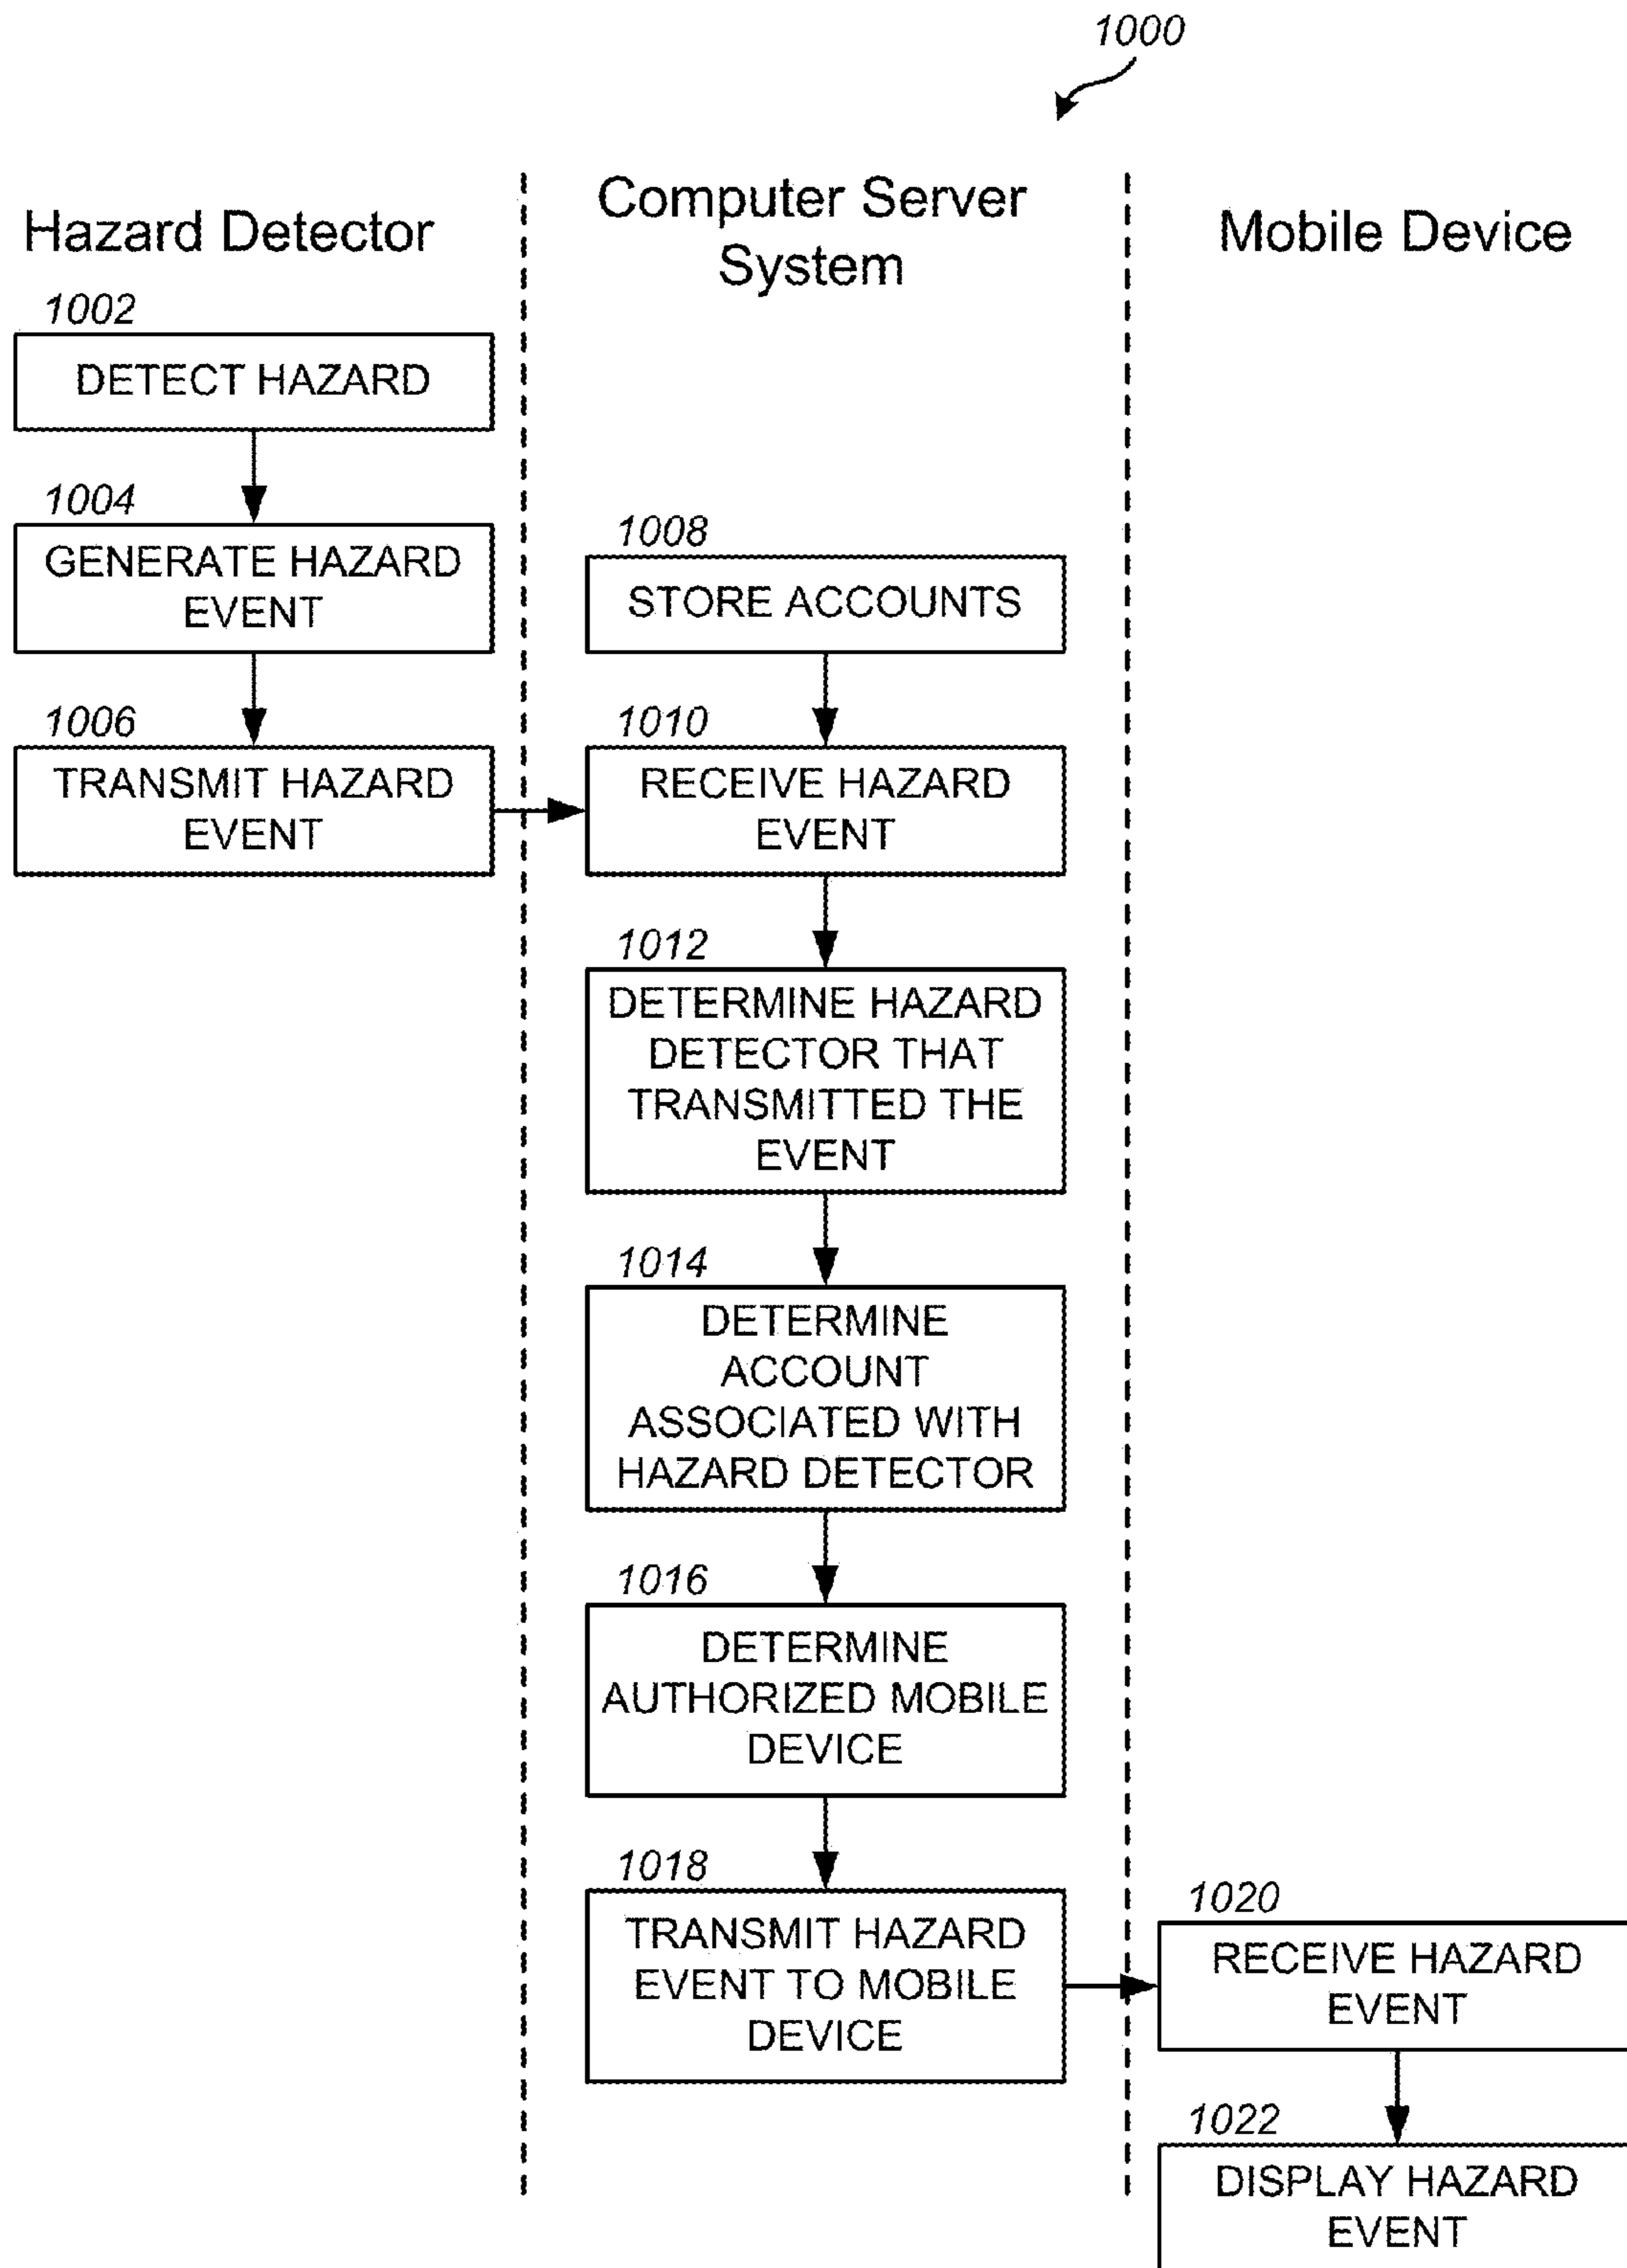 1000
Hazard Detector
Computer Server
System
Mobile Device
1002
DETECT HAZARD
1004
GENERATE HAZARD
EVENT
1006
TRANSMIT HAZARD
EVENT
1008
STORE ACCOUNTS
1010
RECEIVE HAZARD
EVENT
1012
DETERMINE HAZARD
DETECTOR THAT
TRANSMITTED THE
EVENT
1014
DETERMINE
ACCOUNT
ASSOCIATED WITH
HAZARD DETECTOR
1016
DETERMINE
AUTHORIZED MOBILE
DEVICE
1018
TRANSMIT HAZARD
EVENT TO MOBILE
DEVICE
1020
RECEIVE HAZARD
EVENT
1022
DISPLAY HAZARD
EVENT